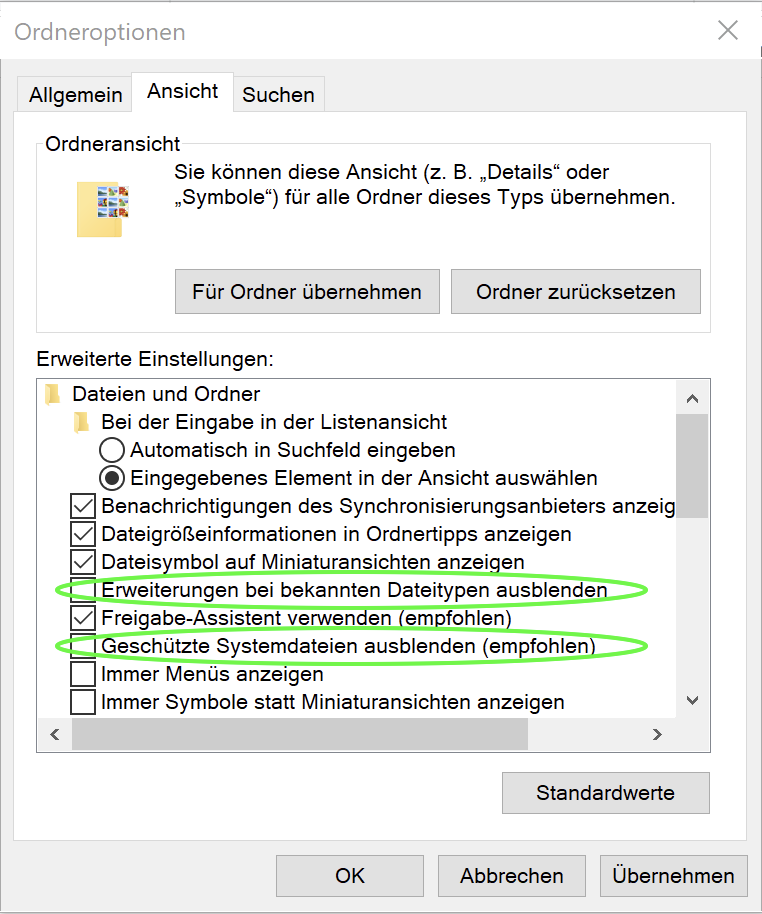 Ordneroptionen
Allgemein
Ansicht
Suchen
Ordneransicht
Sie können diese Ansicht (z. B. „Details“ oder
„Symbole“) für alle Ordner dieses Typs übernehmen.
Für Ordner übernehmen
Ordner zurücksetzen
Erweiterte Einstellungen:
Dateien und Ordner
Bei der Eingabe in der Listenansicht
Automatisch in Suchfeld eingeben
Eingegebenes Element in der Ansicht auswählen
Benachrichtigungen des Synchronisierungsanbieters anzeig
Dateigrößeinformationen in Ordnertipps anzeigen
Dateisymbol auf Miniaturansichten anzeigen
Erweiterungen bei bekannten Dateitypen ausblenden
Freigabe-Assistent verwenden (empfohlen)
Geschützte Systemdateien ausblenden (empfohlen)
Immer Menüs anzeigen
Immer Symbole statt Miniaturansichten anzeigen
Standardwerte
OK
Abbrechen
Übernehmen